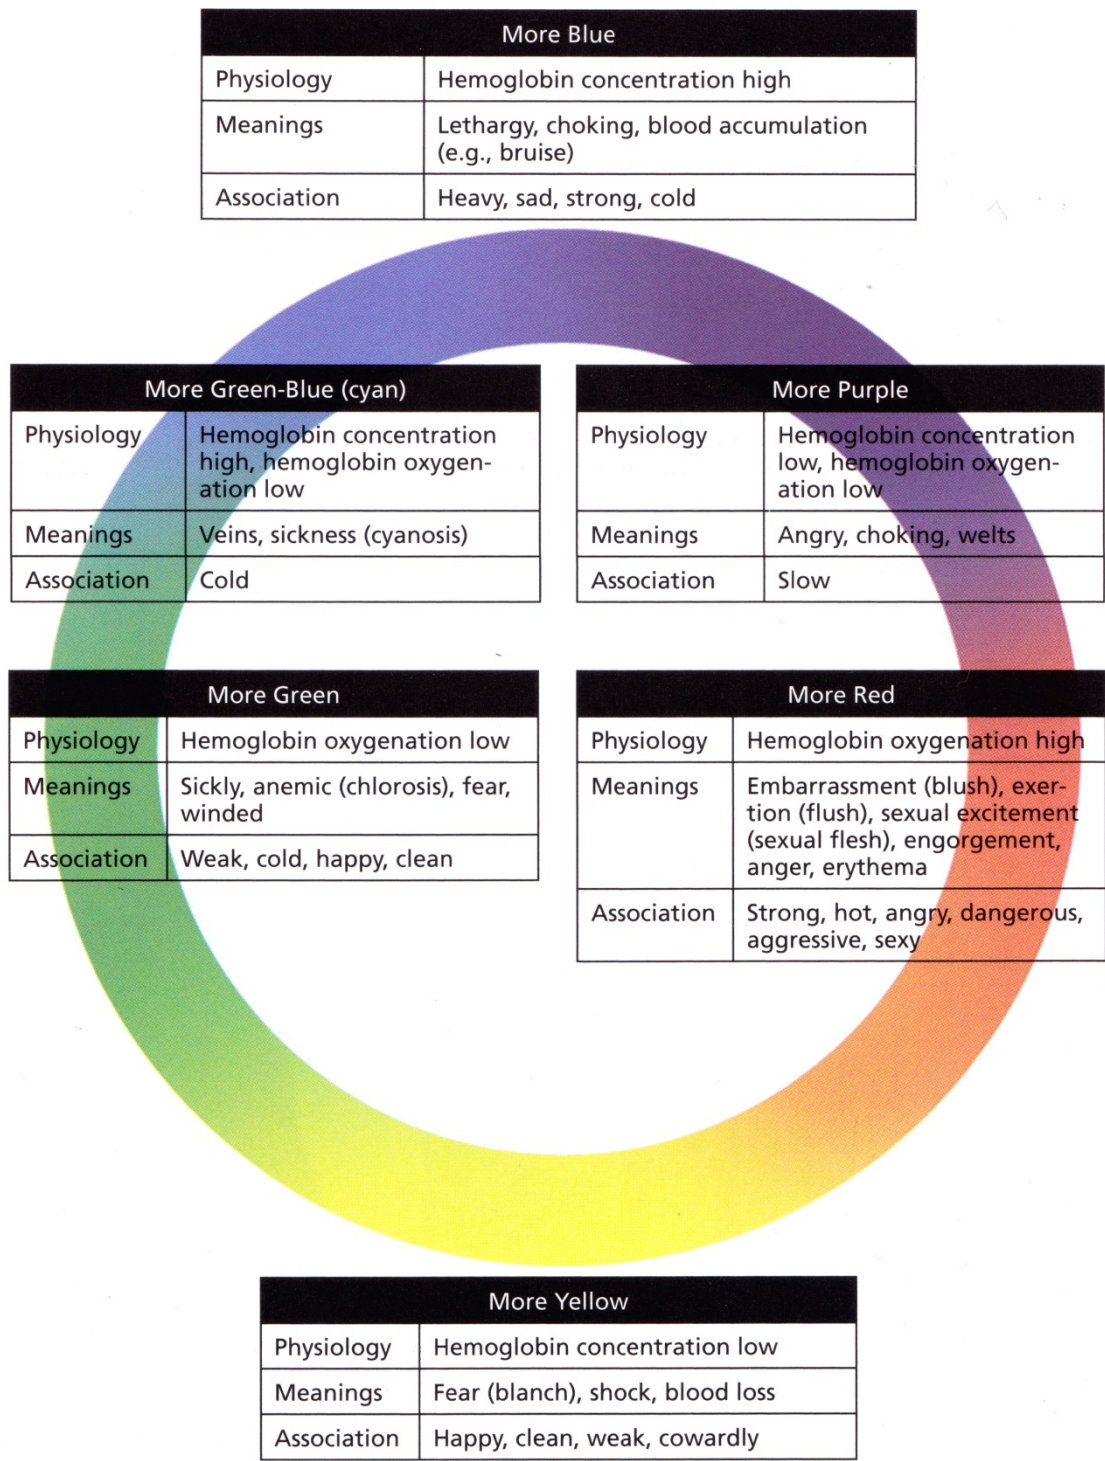 More Blue
Physiology Hemoglobin concentration high
Meanings Lethargy, choking, blood accumulation
(e.g., bruise)
Association Heavy, sad, strong, cold
More Green-Blue (cyan)
Physiology Hemoglobin concentration
high, hemoglobin oxygen-
ation low
Meanings Veins, sickness (cyanosis)
Association Cold
More Purple
Physiology Hemoglobin concentration
low, hemoglobin oxygen-
ation low
Meanings Angry, choking, welts
Association Slow
More Green
Physiology Hemoglobin oxygenation low
Meanings Sickly, anemic (chlorosis), fear,
winded
Association Weak, cold, happy, clean
More Red
Physiology Hemoglobin oxygenation high
Meanings Embarrassment (blush), exer-
tion (flush), sexual excitement
(sexual flesh), engorgement,
anger, erythema
Association Strong, hot, angry, dangerous,
aggressive, sexy
More Yellow
Physiology Hemoglobin concentration low
Meanings Fear (blanch), shock, blood loss
Association Happy, clean, weak, cowardly